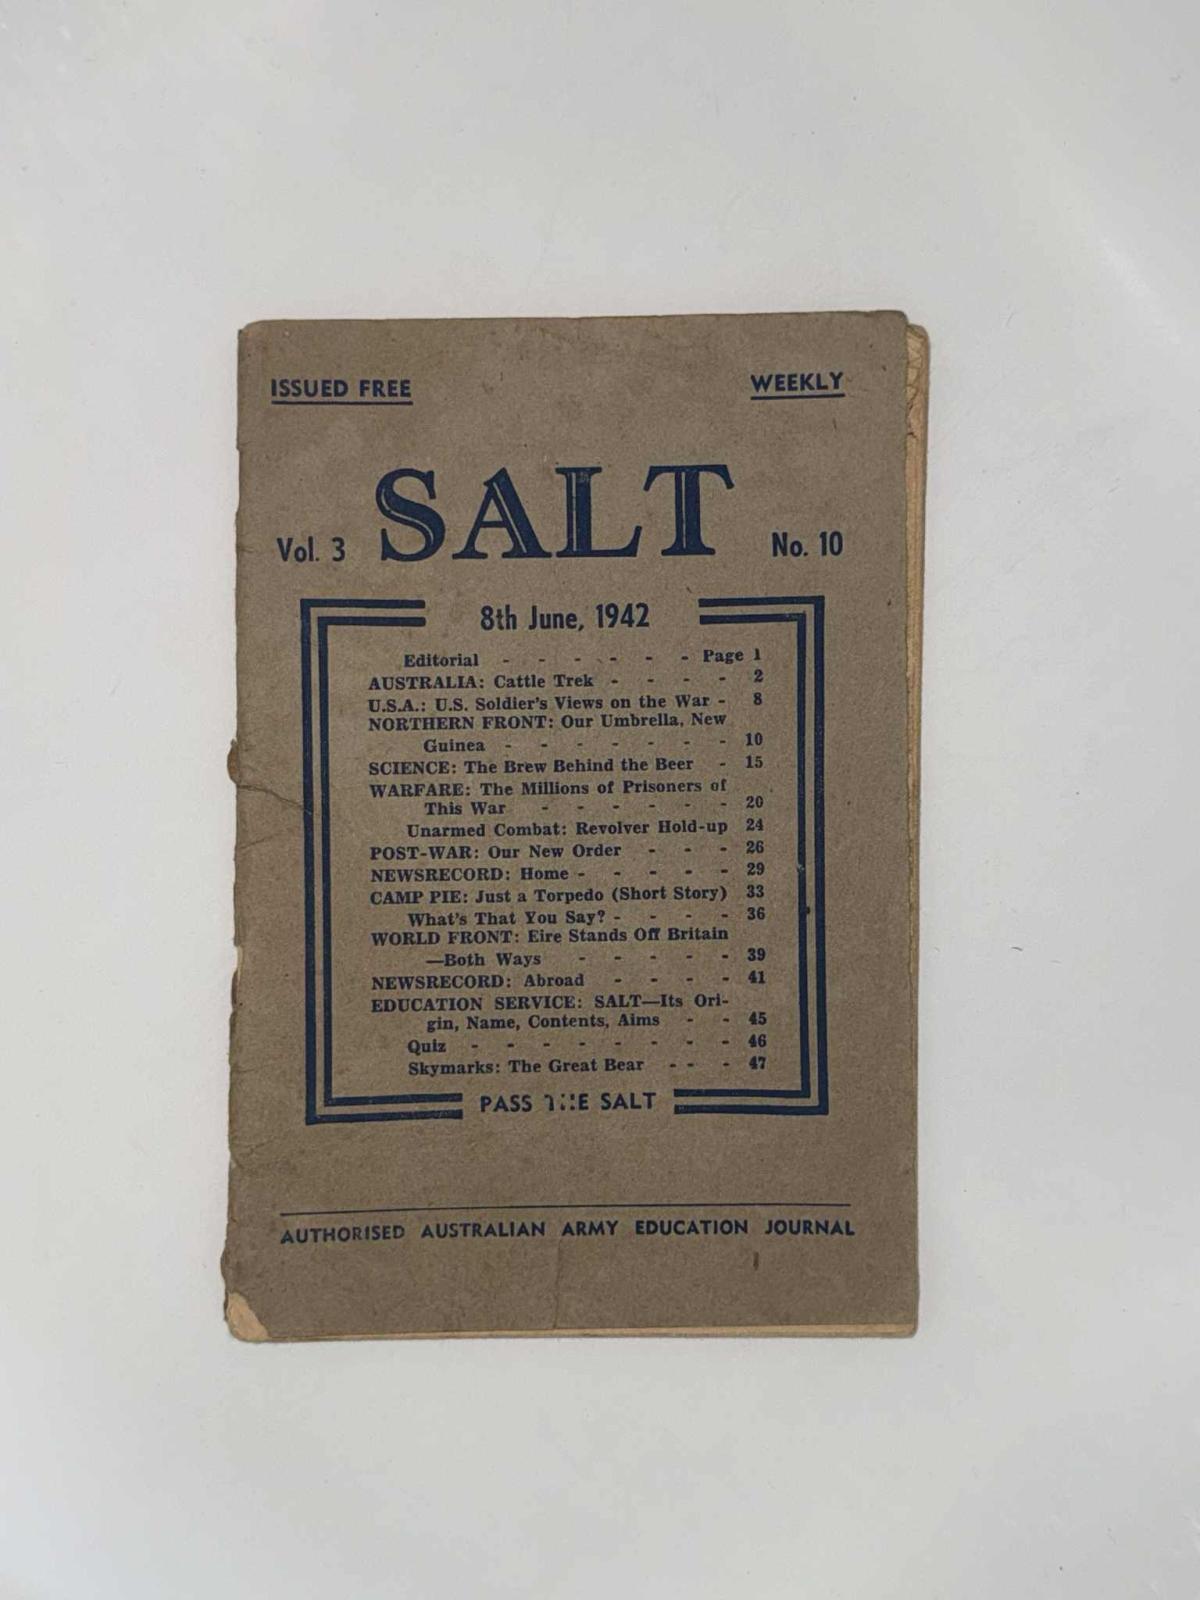 ISSUED FREE WEEKLY
SALT
Vol. 3 No. 10
8th June, 1942
Editorial - - - - - - Page 1
AUSTRALIA: Cattle Trek - - - - 2
U.S.A.: U.S. Soldier's Views on the War - 8
NORTHERN FRONT: Our Umbrella, New
Guinea - - - - - - - 10
SCIENCE: The Brew Behind the Beer - 15
WARFARE: The Millions of Prisoners of
This War - - - - - - 20
Unarmed Combat: Revolver Hold-up 24
POST-WAR: Our New Order - - - 26
NEWSRECORD: Home - - - - - 29
CAMP PIE: Just a Torpedo (Short Story) 33
What's That You Say? - - - - 36
WORLD FRONT: Eire Stands Off Britain
—Both Ways - - - - - 39
NEWSRECORD: Abroad - - - - 41
EDUCATION SERVICE: SALT—Its Ori-
gin, Name, Contents, Aims - - 45
Quiz - - - - - - - - 46
Skymarks: The Great Bear - - - 47
PASS THE SALT
AUTHORISED AUSTRALIAN ARMY EDUCATION JOURNAL